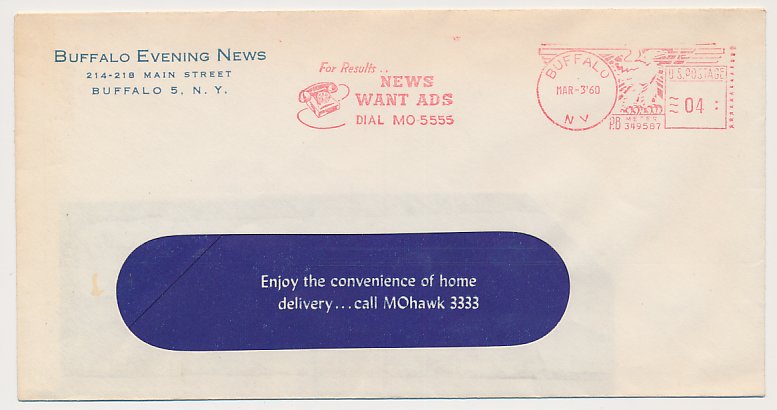 BUFFALO EVENING NEWS
214-218 MAIN STREET
BUFFALO 5, N. Y.
For Results..
NEWS
WANT ADS
DIAL MO-5555
BUFFALO
MAR-3'60
N Y
U.S. POSTAGE
04
P.B METER
349587
Enjoy the convenience of home
delivery...call MOhawk 3333